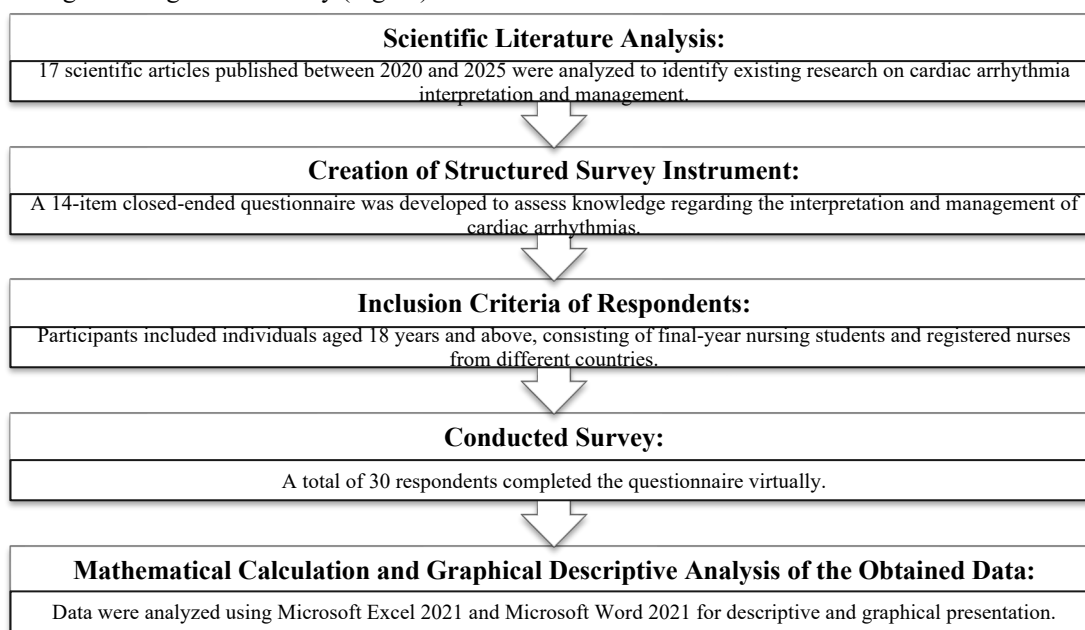 Scientific Literature Analysis:
17 scientific articles published between 2020 and 2025 were analyzed to identify existing research on cardiac arrhythmia
interpretation and management.
Creation of Structured Survey Instrument:
A 14-item closed-ended questionnaire was developed to assess knowledge regarding the interpretation and management of
cardiac arrhythmias.
Inclusion Criteria of Respondents:
Participants included individuals aged 18 years and above, consisting of final-year nursing students and registered nurses
from different countries.
Conducted Survey:
A total of 30 respondents completed the questionnaire virtually.
Mathematical Calculation and Graphical Descriptive Analysis of the Obtained Data:
Data were analyzed using Microsoft Excel 2021 and Microsoft Word 2021 for descriptive and graphical presentation.